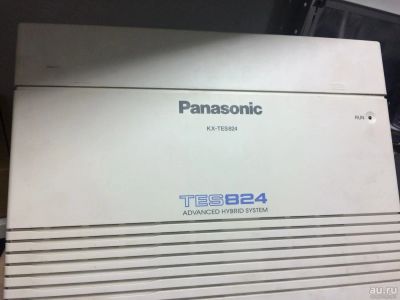 Panasonic
KX-TES824
RUN
TES824
ADVANCED HYBRID SYSTEM
au.ru